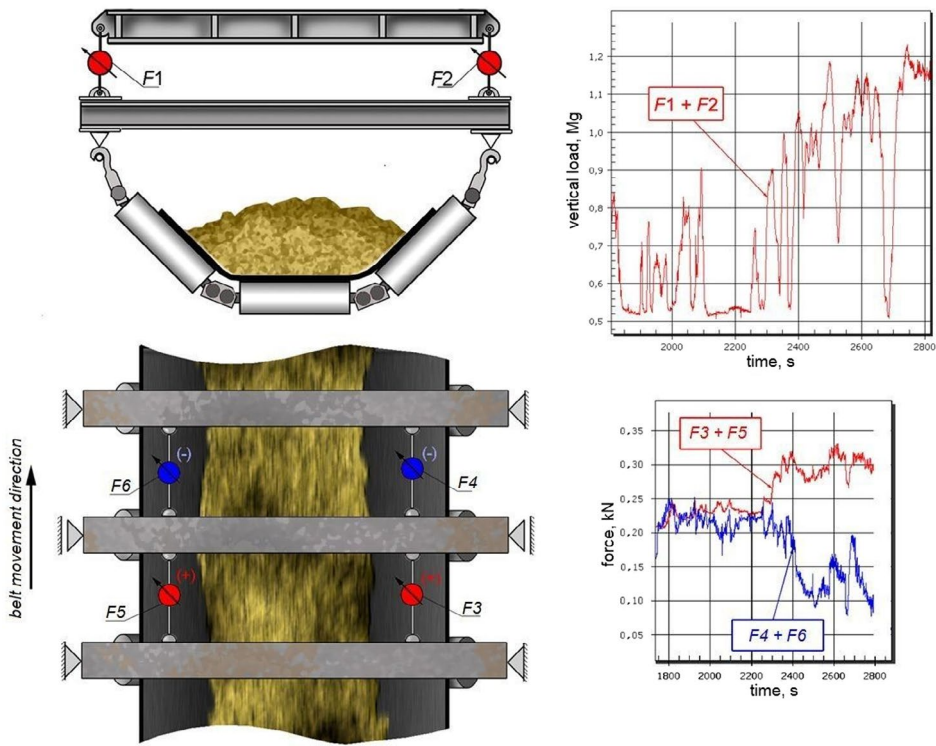 F1
F2
F1 + F2
vertical load, Mg
1,2
1,1
1,0
0,9
0,8
0,7
0,6
0,5
2000
2200
2400
2600
2800
time, s
(-)
(-)
F6
F4
(+)
(+)
F5
F3
belt movement direction
F3 + F5
force, kN
0,35
0,30
0,25
0,20
0,15
0,10
0,05
F4 + F6
1800
2000
2200
2400
2600
2800
time, s